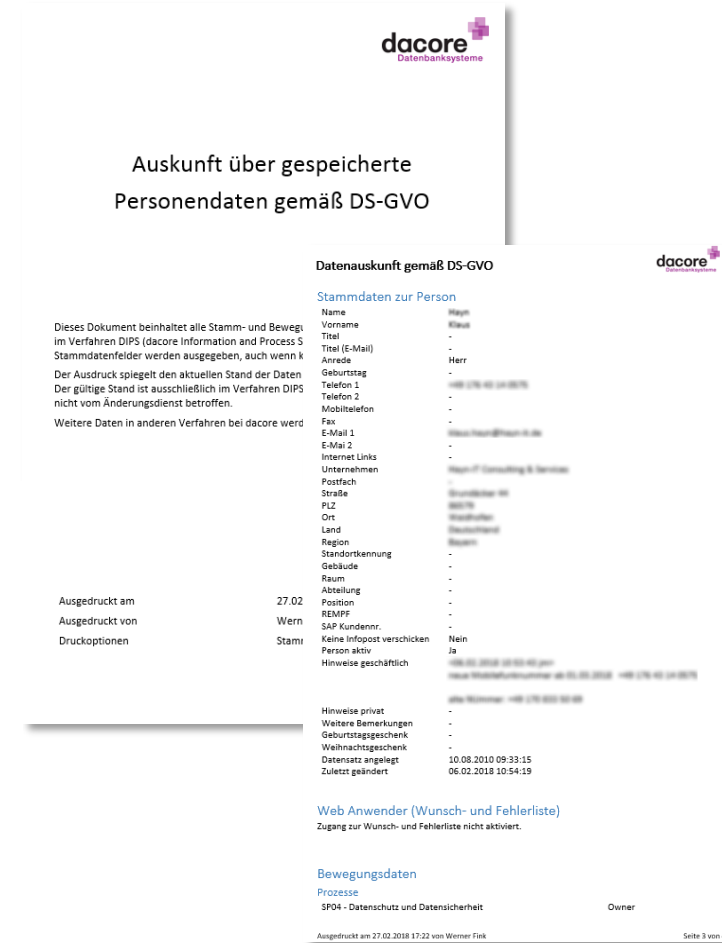 dacore
Datenbanksysteme
Auskunft über gespeicherte
Personendaten gemäß DS-GVO
Dieses Dokument beinhaltet alle Stamm- und
im Verfahren DIPS (dacore Information and Process
Stammdatenfelder werden ausgegeben, auch wenn
Der Ausdruck spiegelt den aktuellen Stand der Daten
Der gültige Stand ist ausschließlich im Verfahren DIPS
nicht vom Änderungsdienst betroffen.
Weitere Daten in anderen Verfahren bei dacore
Ausgedruckt am 27.02
Ausgedruckt von
Druckoptionen
Datenauskunft gemäß DS-GVO
dacore
Datenbanksysteme
Stammdaten zur Person
Name
Vorname
Titel -
Titel (E-Mail) -
Anrede Herr
Geburtstag -
Telefon 1
Telefon 2 -
Mobiltelefon -
Fax -
E-Mail 1
E-Mai 2 -
Internet Links -
Unternehmen
Postfach -
Straße
PLZ
Ort
Land
Region
Standortkennung -
Gebäude -
Raum -
Abteilung -
Position -
REMPF -
SAP Kundennr. -
Keine Infopost verschicken Nein
Person aktiv Ja
Hinweise geschäftlich
Hinweise privat -
Weitere Bemerkungen -
Geburtstagsgeschenk -
Weihnachtsgeschenk -
Datensatz angelegt 10.08.2010 09:33:15
Zuletzt geändert 06.02.2018 10:54:19
Web Anwender (Wunsch- und Fehlerliste)
Zugang zur Wunsch- und Fehlerliste nicht aktiviert.
Bewegungsdaten
Prozesse
SP04 - Datenschutz und Datensicherheit Owner
Ausgedruckt am 27.02.2018 17:22 von Werner Fink Seite 3 von